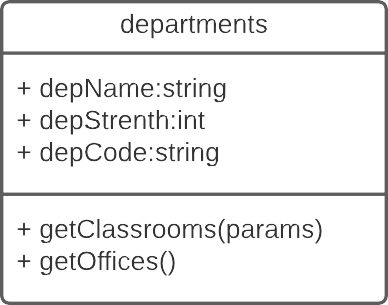 departments
+ depName:string
+ depStrenth:int
+ depCode:string
+ getClassrooms(params)
+ getOffices()